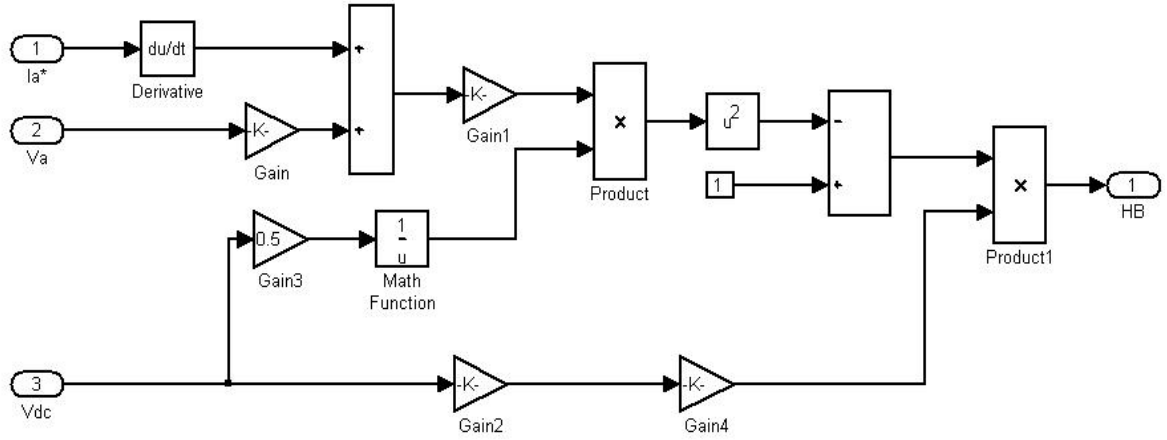 1
Ia*
du/dt
Derivative
+
+
-K-
Gain1
×
Product
u²
-
+
1
×
Product1
1
HB
2
Va
-K-
Gain
0.5
Gain3
1
u
Math
Function
3
Vdc
-K-
Gain2
-K-
Gain4